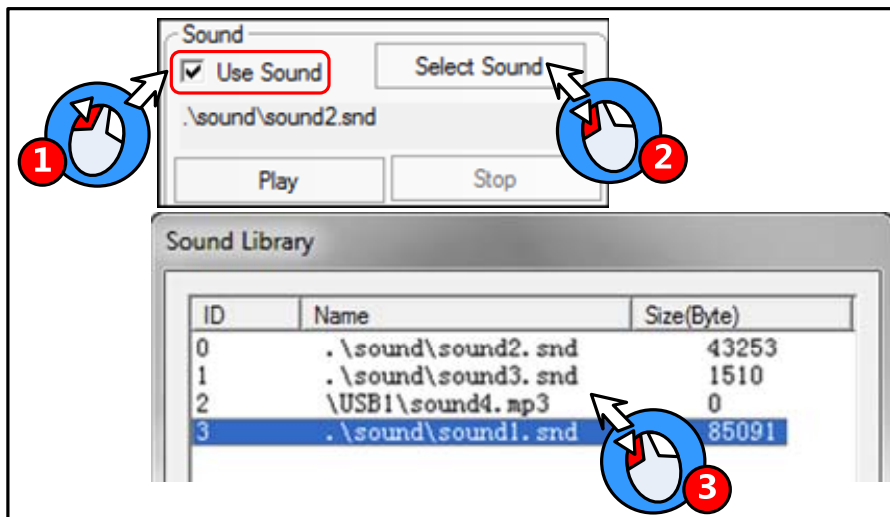 Sound
Use Sound
Select Sound
.\sound\sound2.snd
1
2
Play
Stop
Sound Library
ID Name Size(Byte)
0 .\sound\sound2.snd 43253
1 .\sound\sound3.snd 1510
2 \USB1\sound4.mp3 0
3 .\sound\sound1.snd 85091
3